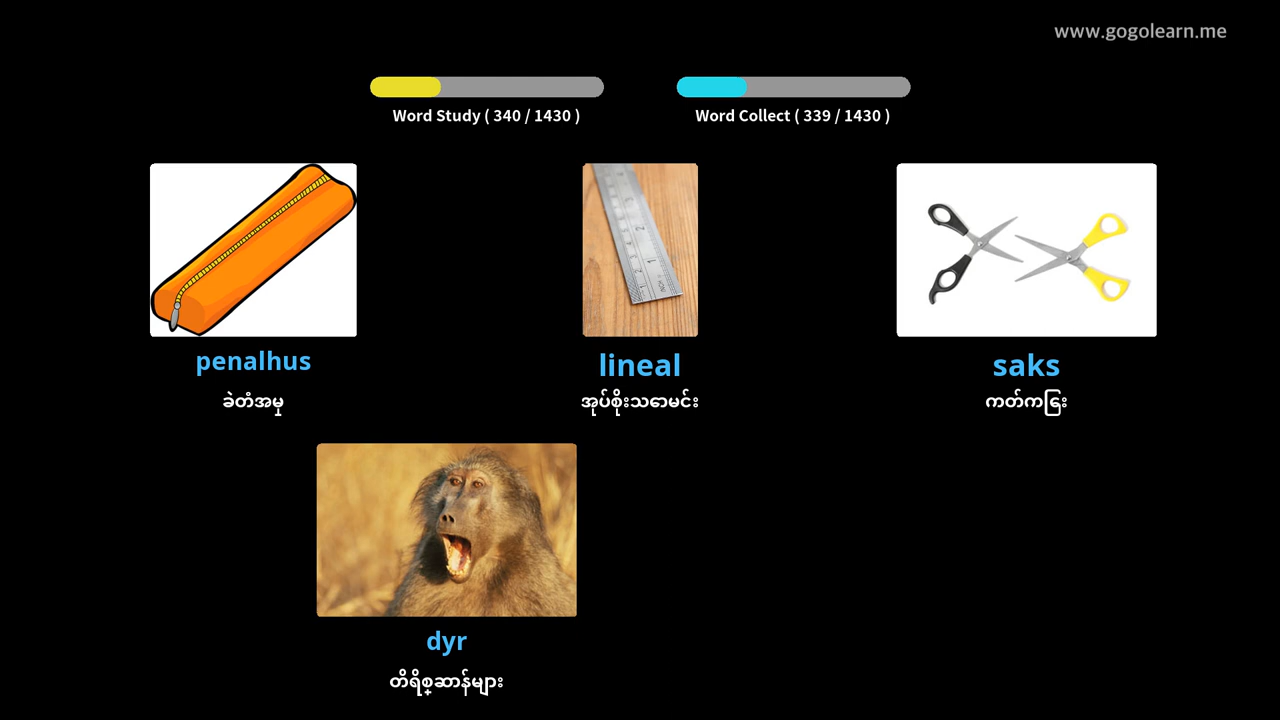 www.gogolearn.me
Word Study ( 340 / 1430 )
Word Collect ( 339 / 1430 )
penalhus
lineal
saks
ခဲတံအမှု
အုပ်စိုးသောမင်း
ကတ်ကြေး
dyr
တိရိစ္ဆာန်များ